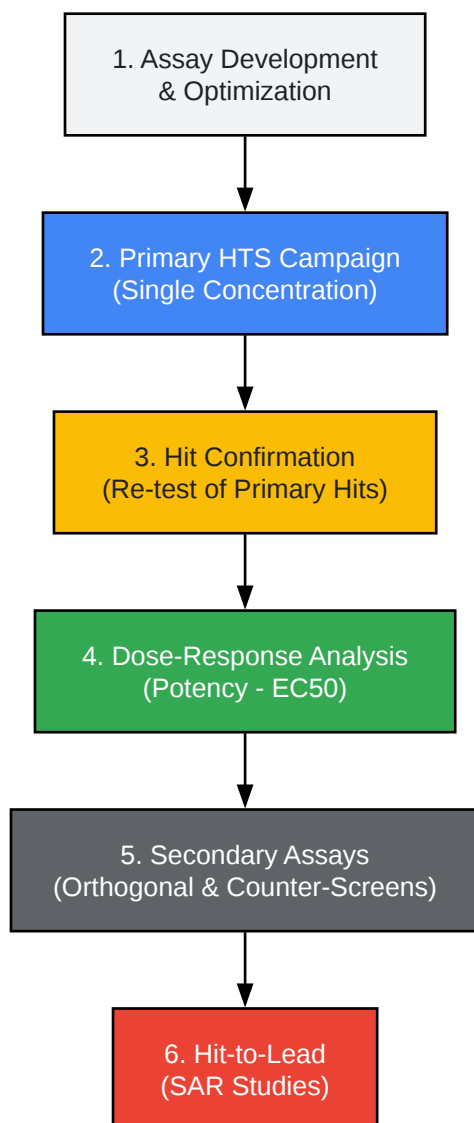 1. Assay Development
& Optimization
2. Primary HTS Campaign
(Single Concentration)
3. Hit Confirmation
(Re-test of Primary Hits)
4. Dose-Response Analysis
(Potency - EC50)
5. Secondary Assays
(Orthogonal & Counter-Screens)
6. Hit-to-Lead
(SAR Studies)